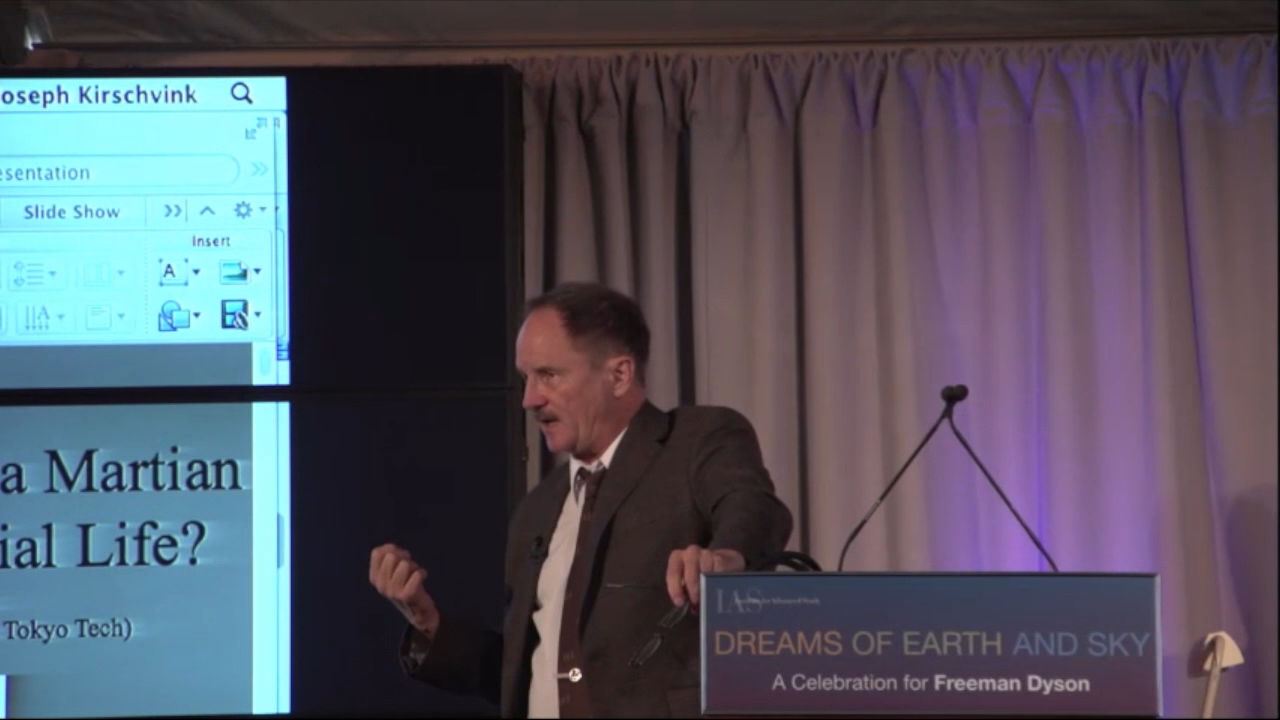 oseph Kirschvink
esentation
Slide Show
Insert
A
A
a Martian
ial Life?
Tokyo Tech)
IAS
DREAMS OF EARTH AND SKY
A Celebration for Freeman Dyson